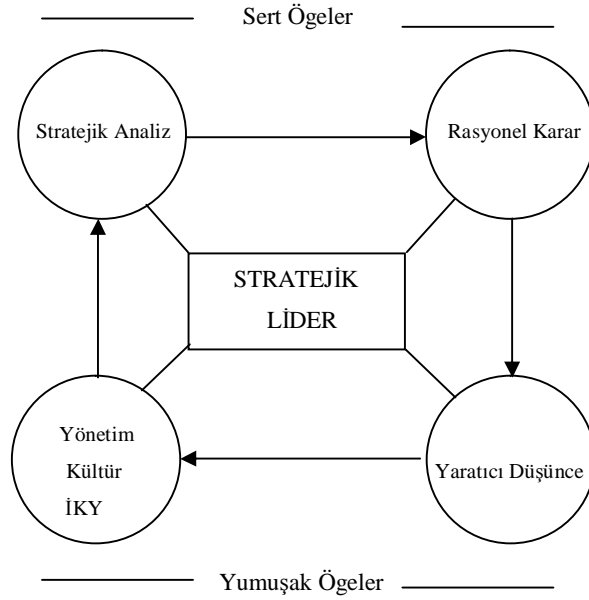 Sert Ögeler
Stratejik Analiz
Rasyonel Karar
STRATEJİK
LİDER
Yönetim
Kültür
İKY
Yaratıcı Düşünce
Yumuşak Ögeler